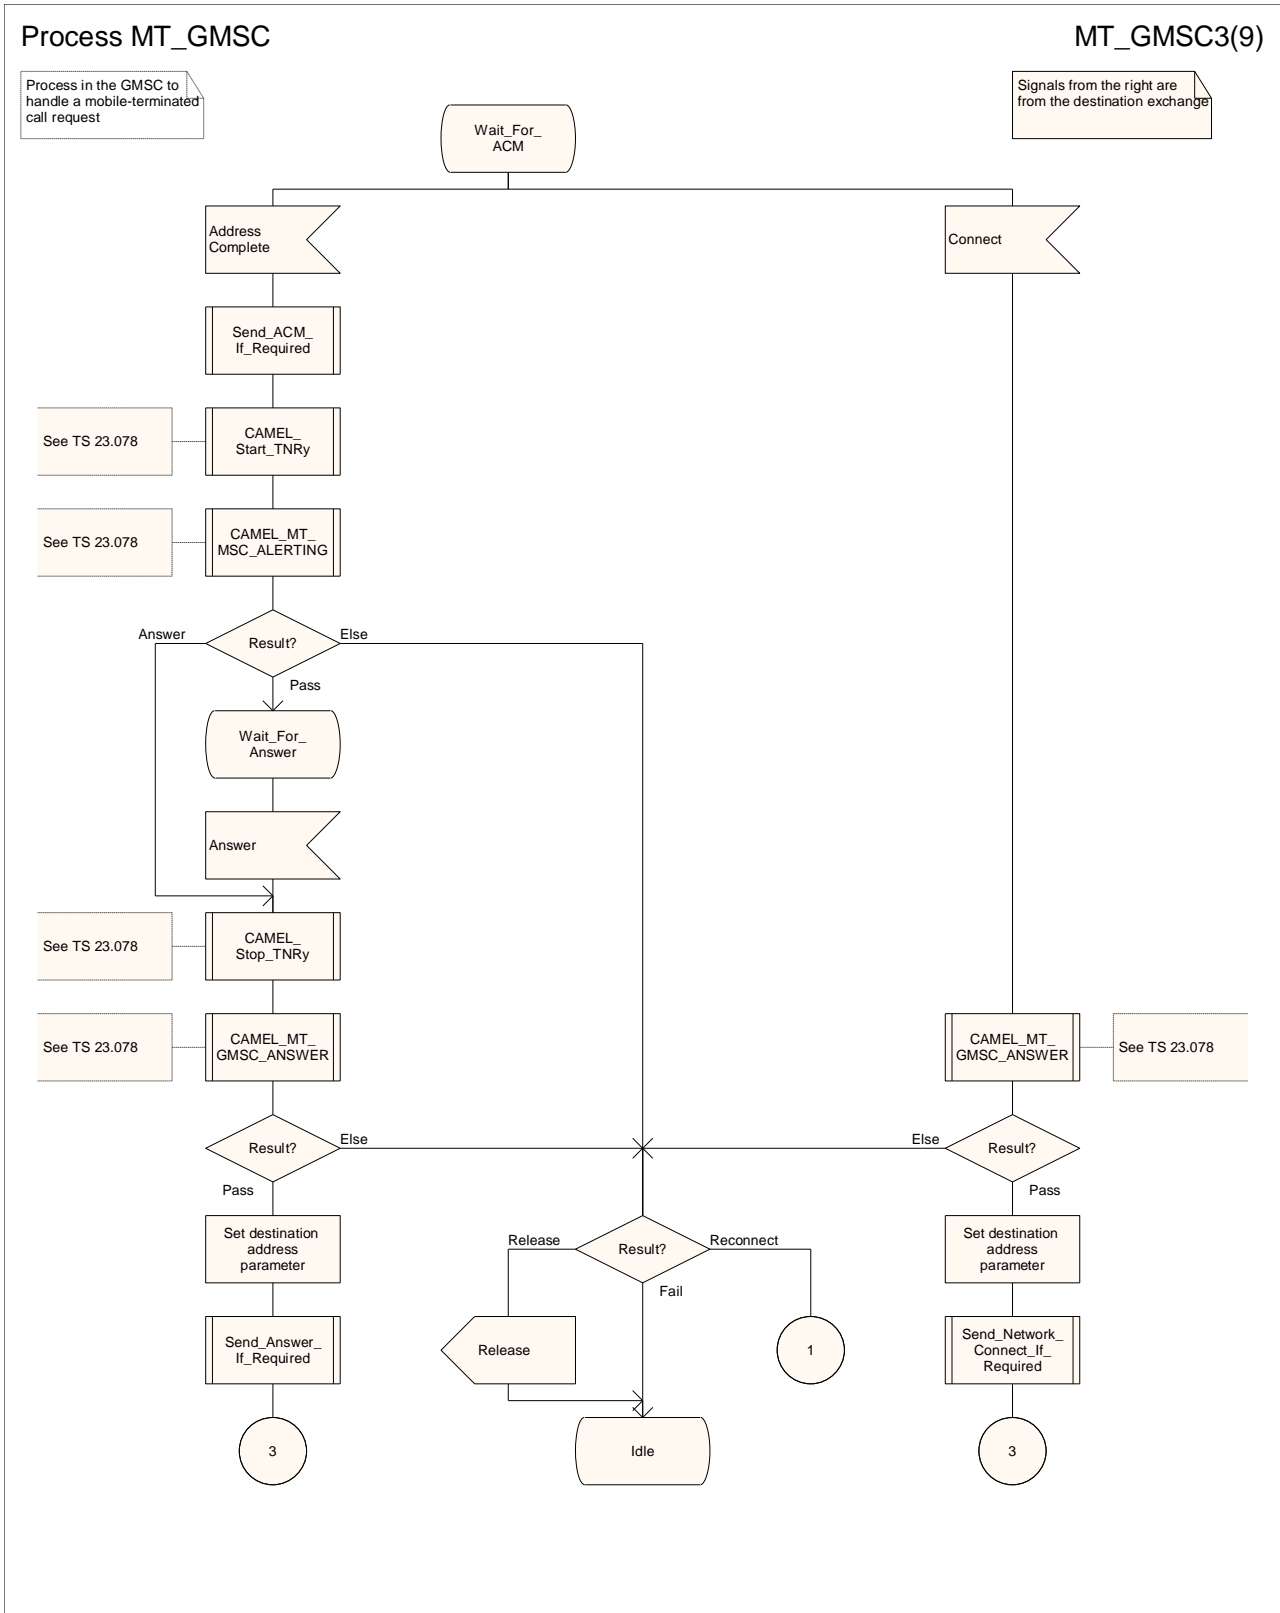 Process MT_GMSC
MT_GMSC3(9)
Process in the GMSC to
handle a mobile-terminated
call request
Signals from the right are
from the destination exchange
Wait_For_
ACM
Address
Complete
Connect
Send_ACM_
If_Required
See TS 23.078
CAMEL_
Start_TNRy
See TS 23.078
CAMEL_MT_
MSC_ALERTING
Answer
Result?
Else
Pass
Wait_For_
Answer
Answer
See TS 23.078
CAMEL_
Stop_TNRy
See TS 23.078
CAMEL_MT_
GMSC_ANSWER
CAMEL_MT_
GMSC_ANSWER
See TS 23.078
Result?
Else
Else
Result?
Pass
Pass
Set destination
address
parameter
Release
Result?
Reconnect
Fail
Set destination
address
parameter
Send_Answer_
If_Required
Release
1
Send_Network_
Connect_If_
Required
3
Idle
3